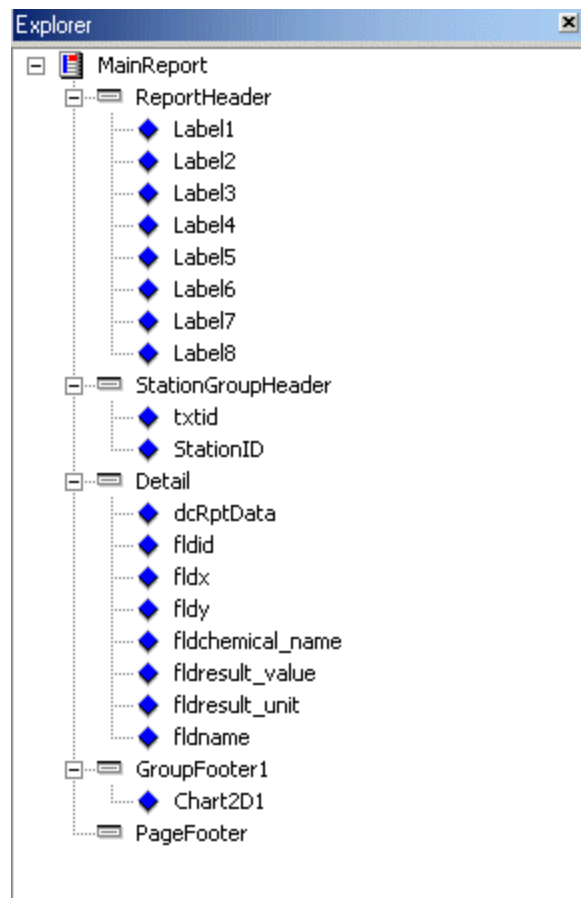 Explorer
MainReport
ReportHeader
Label1
Label2
Label3
Label4
Label5
Label6
Label7
Label8
StationGroupHeader
txtid
StationID
Detail
dcRptData
fldid
fldx
fldy
fldchemical_name
fldresult_value
fldresult_unit
fldname
GroupFooter1
Chart2D1
PageFooter